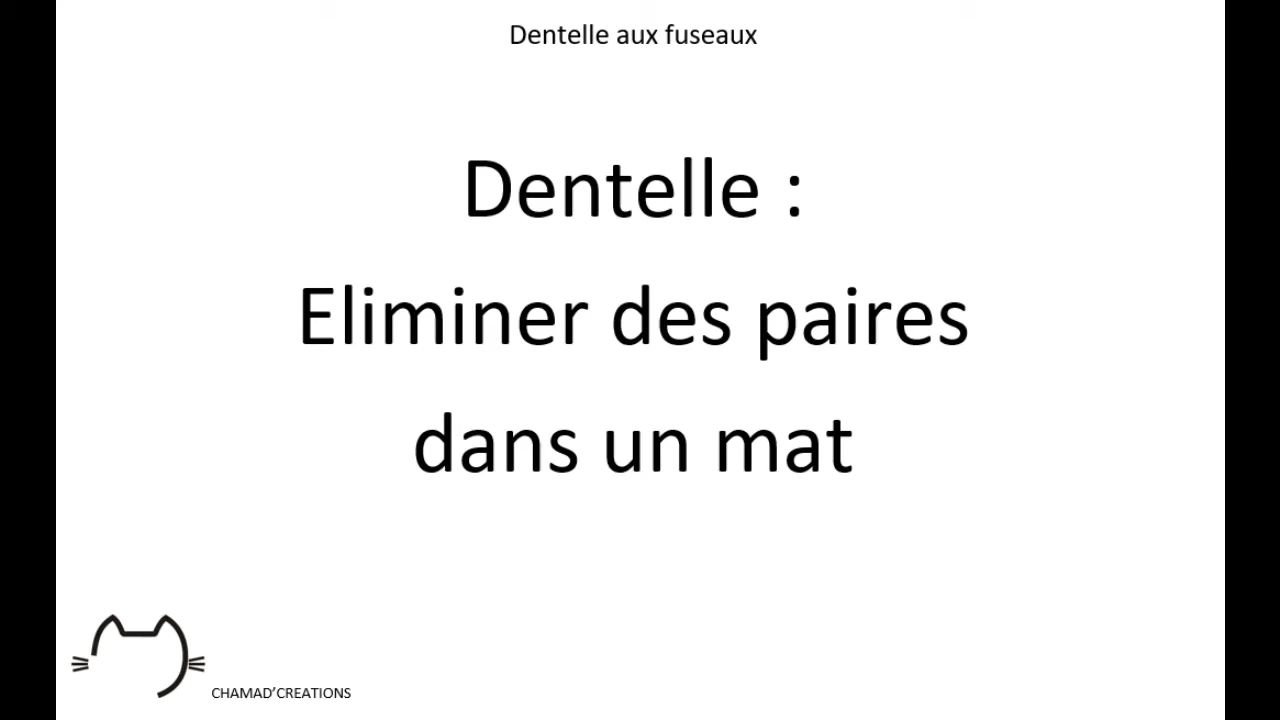 Dentelle aux fuseaux
Dentelle :
Eliminer des paires
dans un mat
CHAMAD'CREATIONS